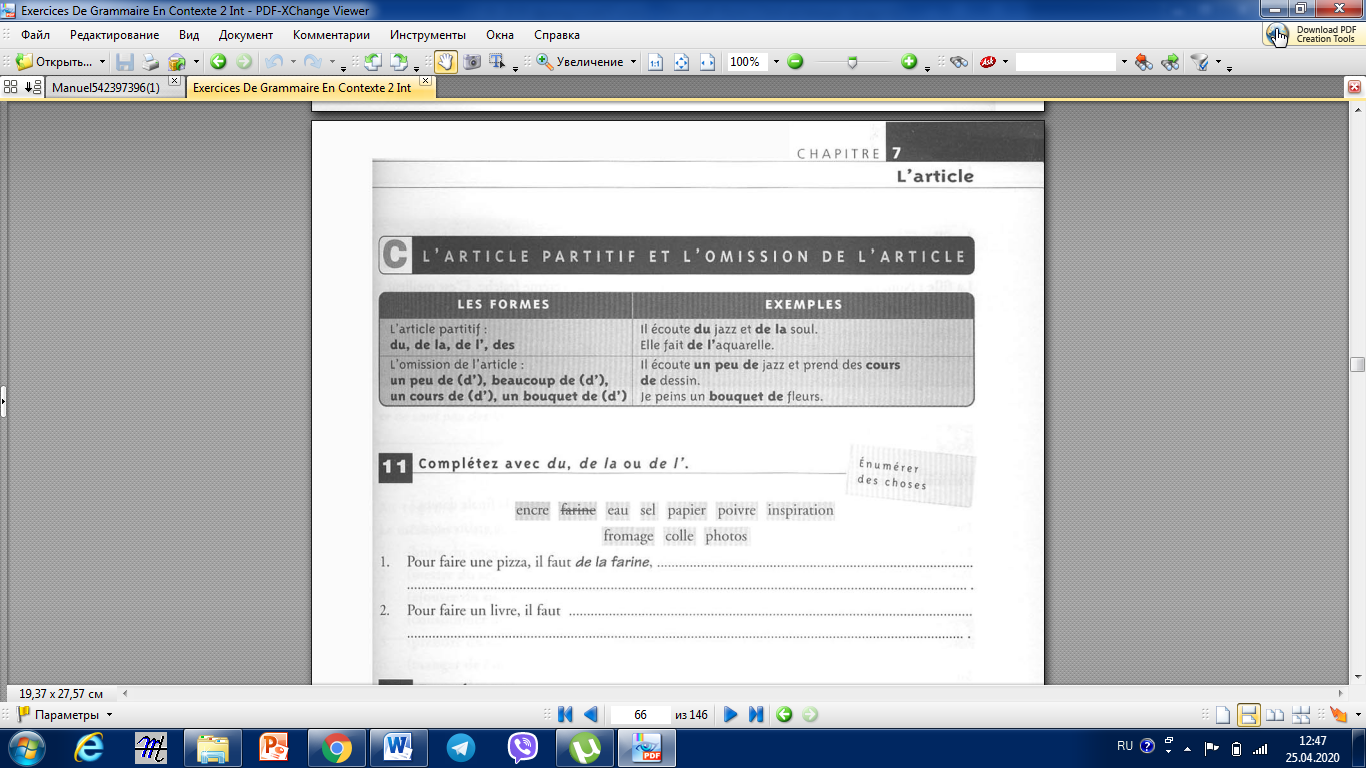 Exercices De Grammaire En Contexte 2 Int - PDF-XChange Viewer
Файл Редактирование Вид Документ Комментарии Инструменты Окна Справка
Download PDF
Creation Tools
Открыть... Увеличение 100%
Manuel542397396(1) Exercices De Grammaire En Contexte 2 Int
CHAPITRE 7
L'article
C L'ARTICLE PARTITIF ET L'OMISSION DE L'ARTICLE
LES FORMES EXEMPLES
L'article partitif : Il écoute du jazz et de la soul.
du, de la, de l', des Elle fait de l'aquarelle.
L'omission de l'article : Il écoute un peu de jazz et prend des cours
un peu de (d'), beaucoup de (d'), de dessin.
un cours de (d'), un bouquet de (d') Je peins un bouquet de fleurs.
11 Complétez avec du, de la ou de l'.
Énumérer
des choses
encre farine eau sel papier poivre inspiration
fromage colle photos
1. Pour faire une pizza, il faut de la farine, ..........
.......... .
2. Pour faire un livre, il faut ..........
.......... .
19,37 x 27,57 см
Параметры 66 из 146
RU 12:47
25.04.2020